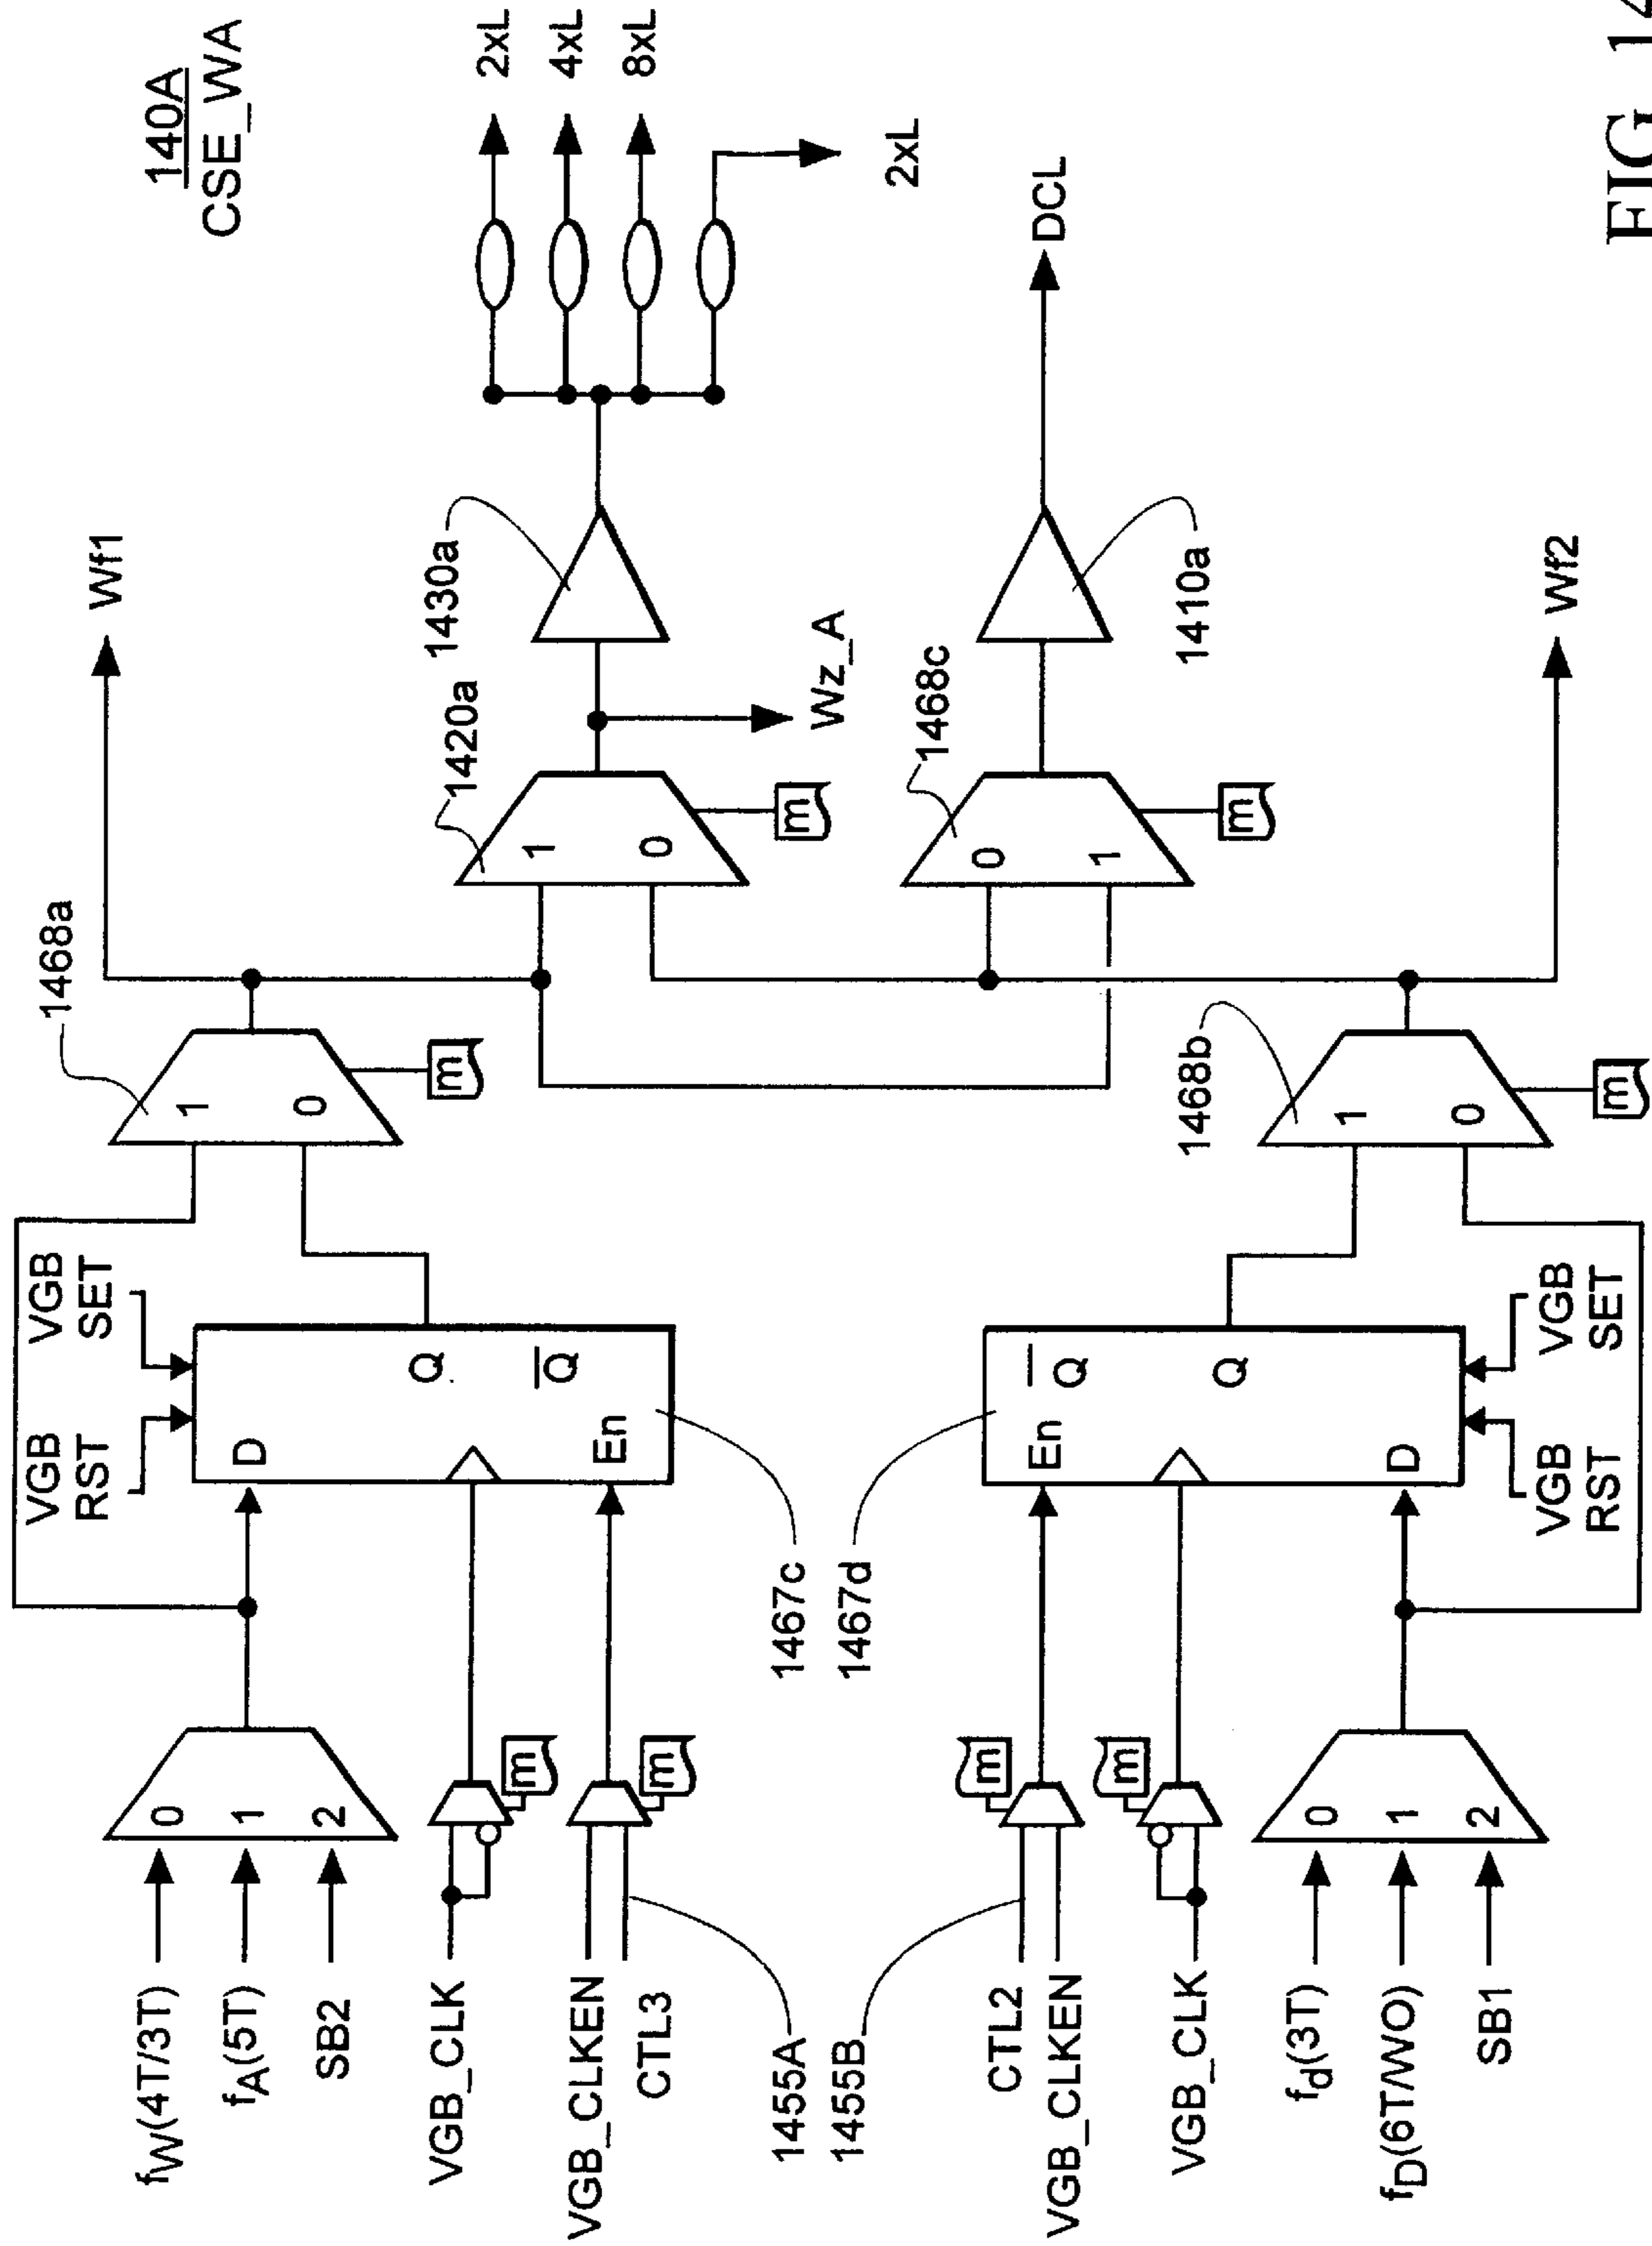 140A
CSE_WA
2xL
4xL
8xL
2xL
DCL
Wf1
Wf2
1430a
Wz_A
1410a
1420a
1468c
1468a
1468b
1
0
m
0
1
m
1
0
m
1
0
m
VGB
RST
VGB
SET
D
Q
Q
En
1467c
1467d
En
Q
Q
D
VGB
RST
VGB
SET
0
1
2
m
m
m
m
0
1
2
fW(4T/3T)
fA(5T)
SB2
VGB_CLK
VGB_CLKEN
CTL3
1455A
1455B
CTL2
VGB_CLKEN
VGB_CLK
fd(3T)
fD(6T/WO)
SB1
FIG. 14